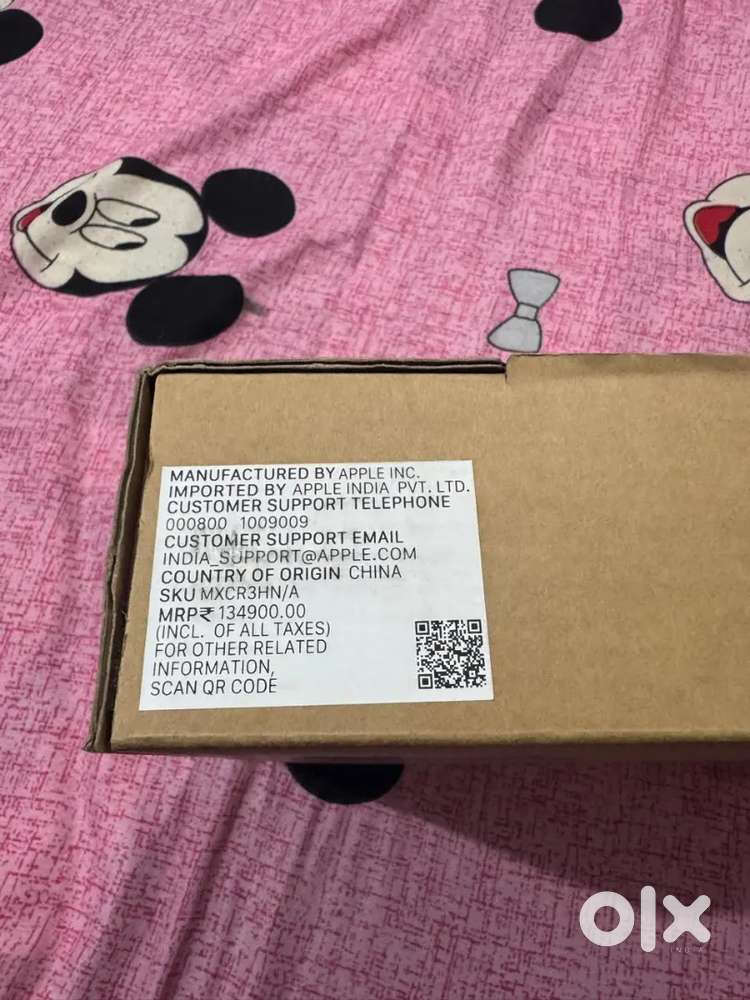 MANUFACTURED BY APPLE INC.
IMPORTED BY APPLE INDIA PVT. LTD.
CUSTOMER SUPPORT TELEPHONE
000800 1009009
CUSTOMER SUPPORT EMAIL
INDIA_SUPPORT@APPLE.COM
COUNTRY OF ORIGIN CHINA
SKU MXCR3HN/A
MRP₹ 134900.00
(INCL. OF ALL TAXES)
FOR OTHER RELATED
INFORMATION,
SCAN QR CODE
olx
INDIA